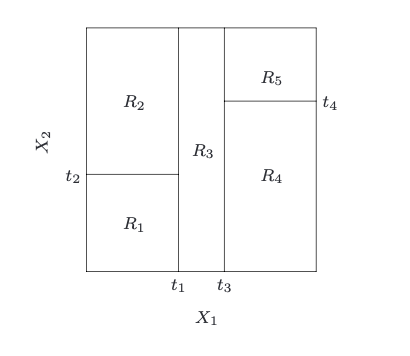 R₅
R₂
t₄
X₂
R₃
t₂
R₄
R₁
t₁ t₃
X₁